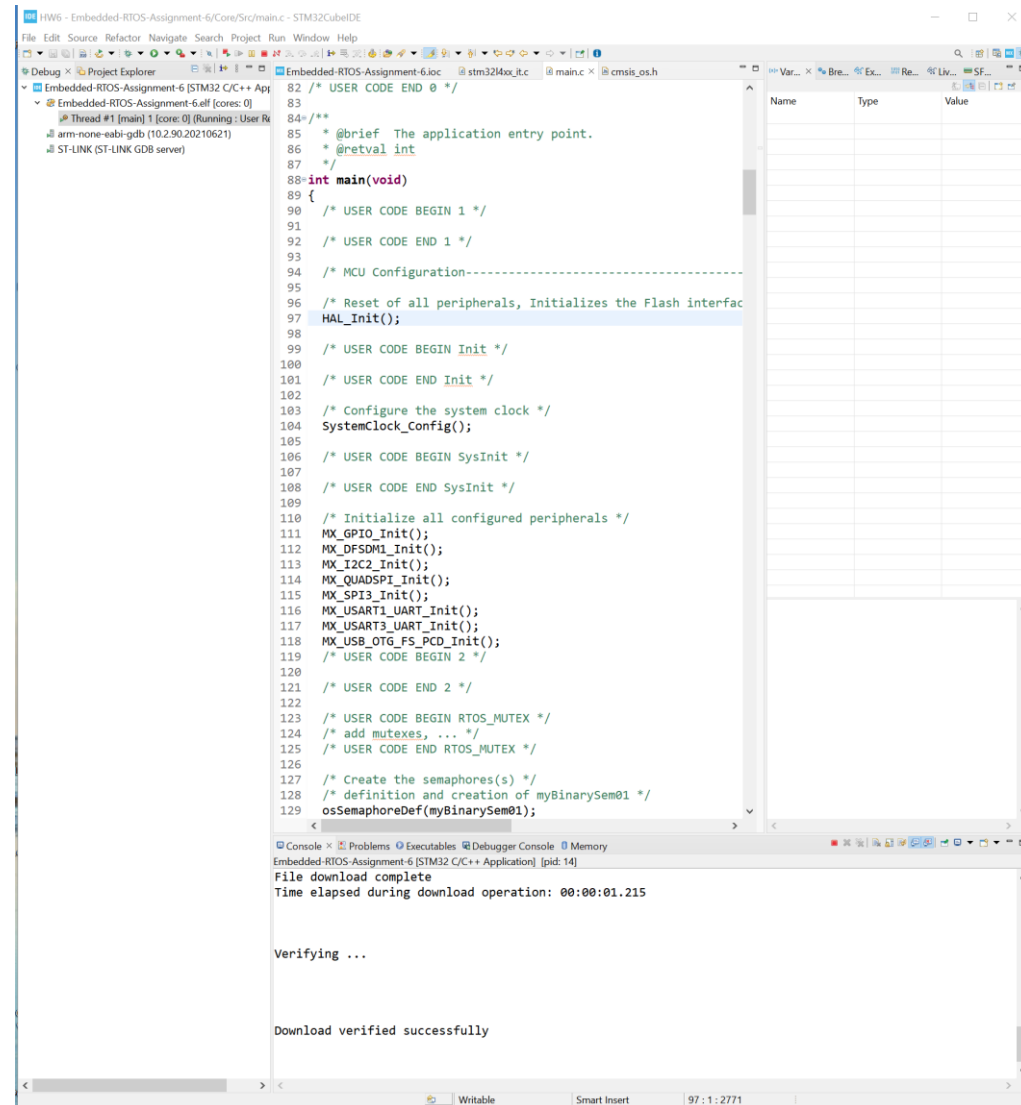 IDE HW6 - Embedded-RTOS-Assignment-6/Core/Src/main.c - STM32CubeIDE
File Edit Source Refactor Navigate Search Project Run Window Help
Debug × Project Explorer
Embedded-RTOS-Assignment-6 [STM32 C/C++ App
Embedded-RTOS-Assignment-6.elf [cores: 0]
Thread #1 [main] 1 [core: 0] (Running : User Re
arm-none-eabi-gdb (10.2.90.20210621)
ST-LINK (ST-LINK GDB server)
Embedded-RTOS-Assignment-6.ioc stm32l4xx_it.c main.c × cmsis_os.h
82 /* USER CODE END 0 */
83
84 /**
85 * @brief The application entry point.
86 * @retval int
87 */
88 int main(void)
89 {
90 /* USER CODE BEGIN 1 */
91
92 /* USER CODE END 1 */
93
94 /* MCU Configuration---------------------------------------
95
96 /* Reset of all peripherals, Initializes the Flash interfac
97 HAL_Init();
98
99 /* USER CODE BEGIN Init */
100
101 /* USER CODE END Init */
102
103 /* Configure the system clock */
104 SystemClock_Config();
105
106 /* USER CODE BEGIN SysInit */
107
108 /* USER CODE END SysInit */
109
110 /* Initialize all configured peripherals */
111 MX_GPIO_Init();
112 MX_DFSDM1_Init();
113 MX_I2C2_Init();
114 MX_QUADSPI_Init();
115 MX_SPI3_Init();
116 MX_USART1_UART_Init();
117 MX_USART3_UART_Init();
118 MX_USB_OTG_FS_PCD_Init();
119 /* USER CODE BEGIN 2 */
120
121 /* USER CODE END 2 */
122
123 /* USER CODE BEGIN RTOS_MUTEX */
124 /* add mutexes, ... */
125 /* USER CODE END RTOS_MUTEX */
126
127 /* Create the semaphores(s) */
128 /* definition and creation of myBinarySem01 */
129 osSemaphoreDef(myBinarySem01);
Var... × Bre... Ex... Re... Liv... SF...
Name Type Value
Console × Problems Executables Debugger Console Memory
Embedded-RTOS-Assignment-6 [STM32 C/C++ Application] [pid: 14]
File download complete
Time elapsed during download operation: 00:00:01.215
Verifying ...
Download verified successfully
Writable Smart Insert 97 : 1 : 2771